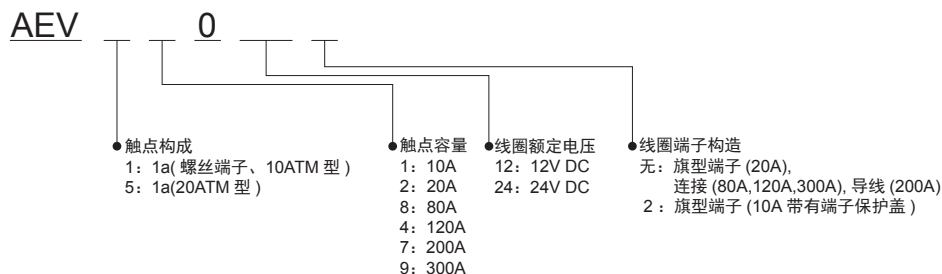 AEV 0
触点构成
1：1a( 螺丝端子、10ATM 型 )
5：1a(20ATM 型 )
触点容量
1：10A
2：20A
8：80A
4：120A
7：200A
9：300A
线圈额定电压
12：12V DC
24：24V DC
线圈端子构造
无：旗型端子 (20A),
连接 (80A,120A,300A), 导线 (200A)
2 ：旗型端子 (10A 带有端子保护盖 )